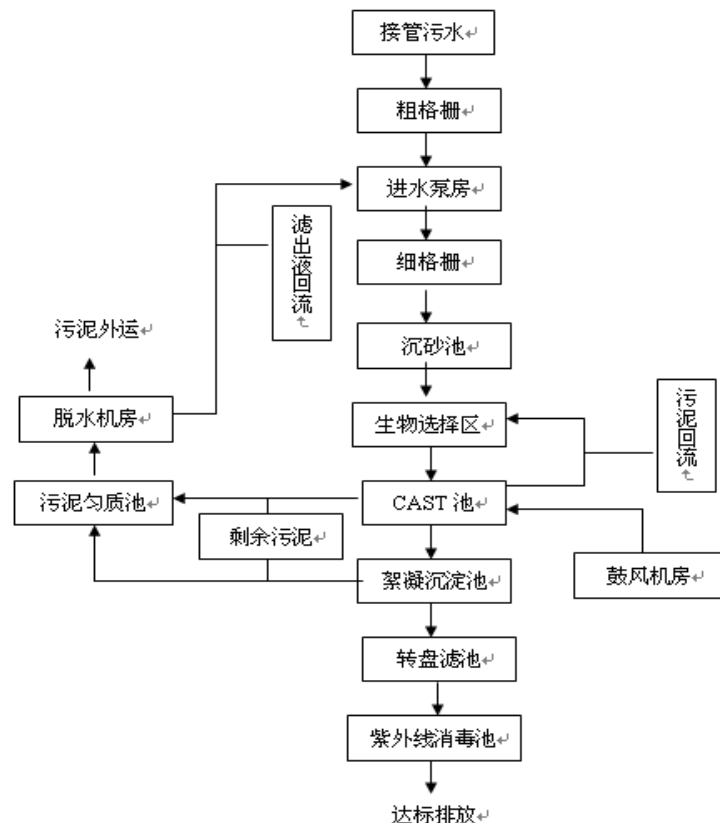 接管污水
粗格栅
进水泵房
滤出液回流
细格栅
污泥外运
沉砂池
脱水机房
生物选择区
污泥回流
污泥匀质池
CAST 池
剩余污泥
絮凝沉淀池
鼓风机房
转盘滤池
紫外线消毒池
达标排放